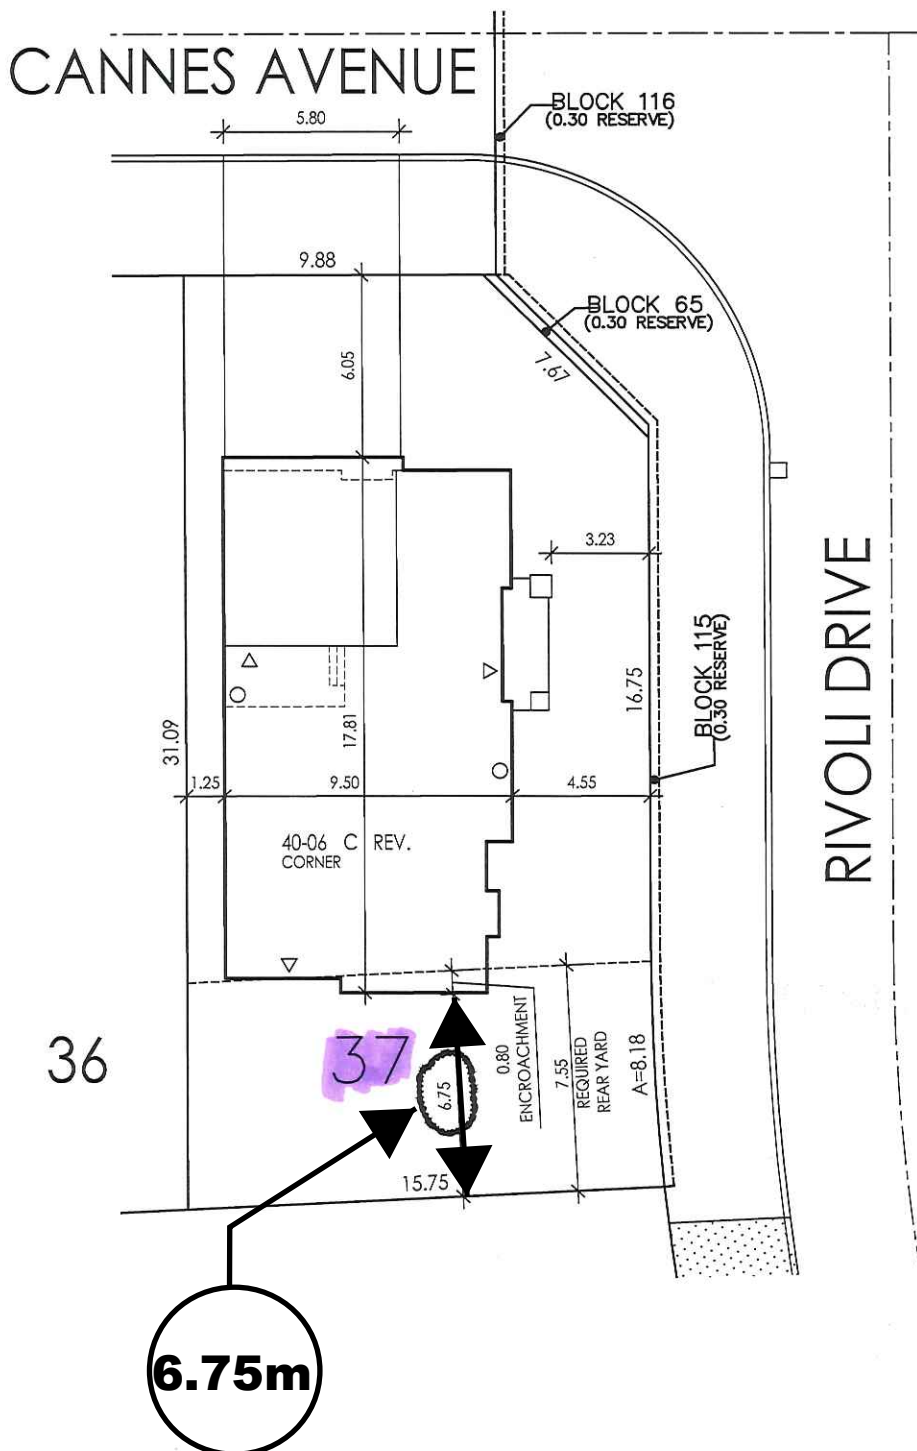 CANNES AVENUE
5.80
BLOCK 116
(0.30 RESERVE)
9.88
BLOCK 65
(0.30 RESERVE)
7.67
6.05
3.23
RIVOLI DRIVE
BLOCK 115
(0.30 RESERVE)
16.75
31.09
17.81
1.25
9.50
4.55
40-06 C REV.
CORNER
36
37
6.75
0.80
ENCROACHMENT
7.55
REQUIRED
REAR YARD
A=8.18
15.75
6.75m